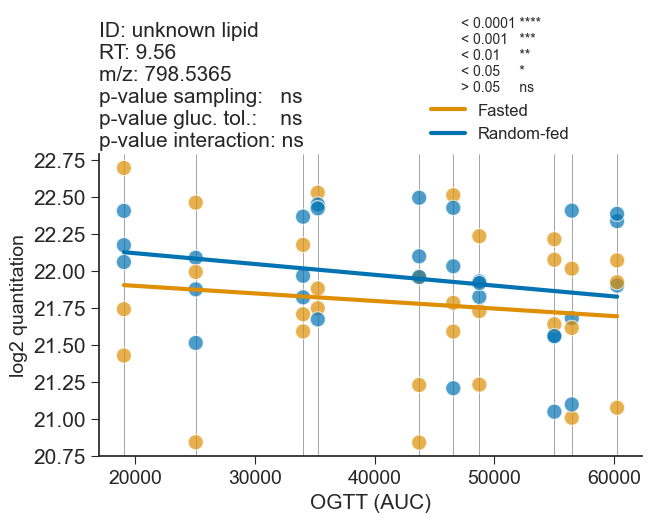 ID: unknown lipid
RT: 9.56
m/z: 798.5365
p-value sampling: ns
p-value gluc. tol.: ns
p-value interaction: ns
< 0.0001 ****
< 0.001 ***
< 0.01 **
< 0.05 *
> 0.05 ns
Fasted
Random-fed
22.75
22.50
22.25
22.00
21.75
21.50
21.25
21.00
20.75
log2 quantitation
20000 30000 40000 50000 60000
OGTT (AUC)